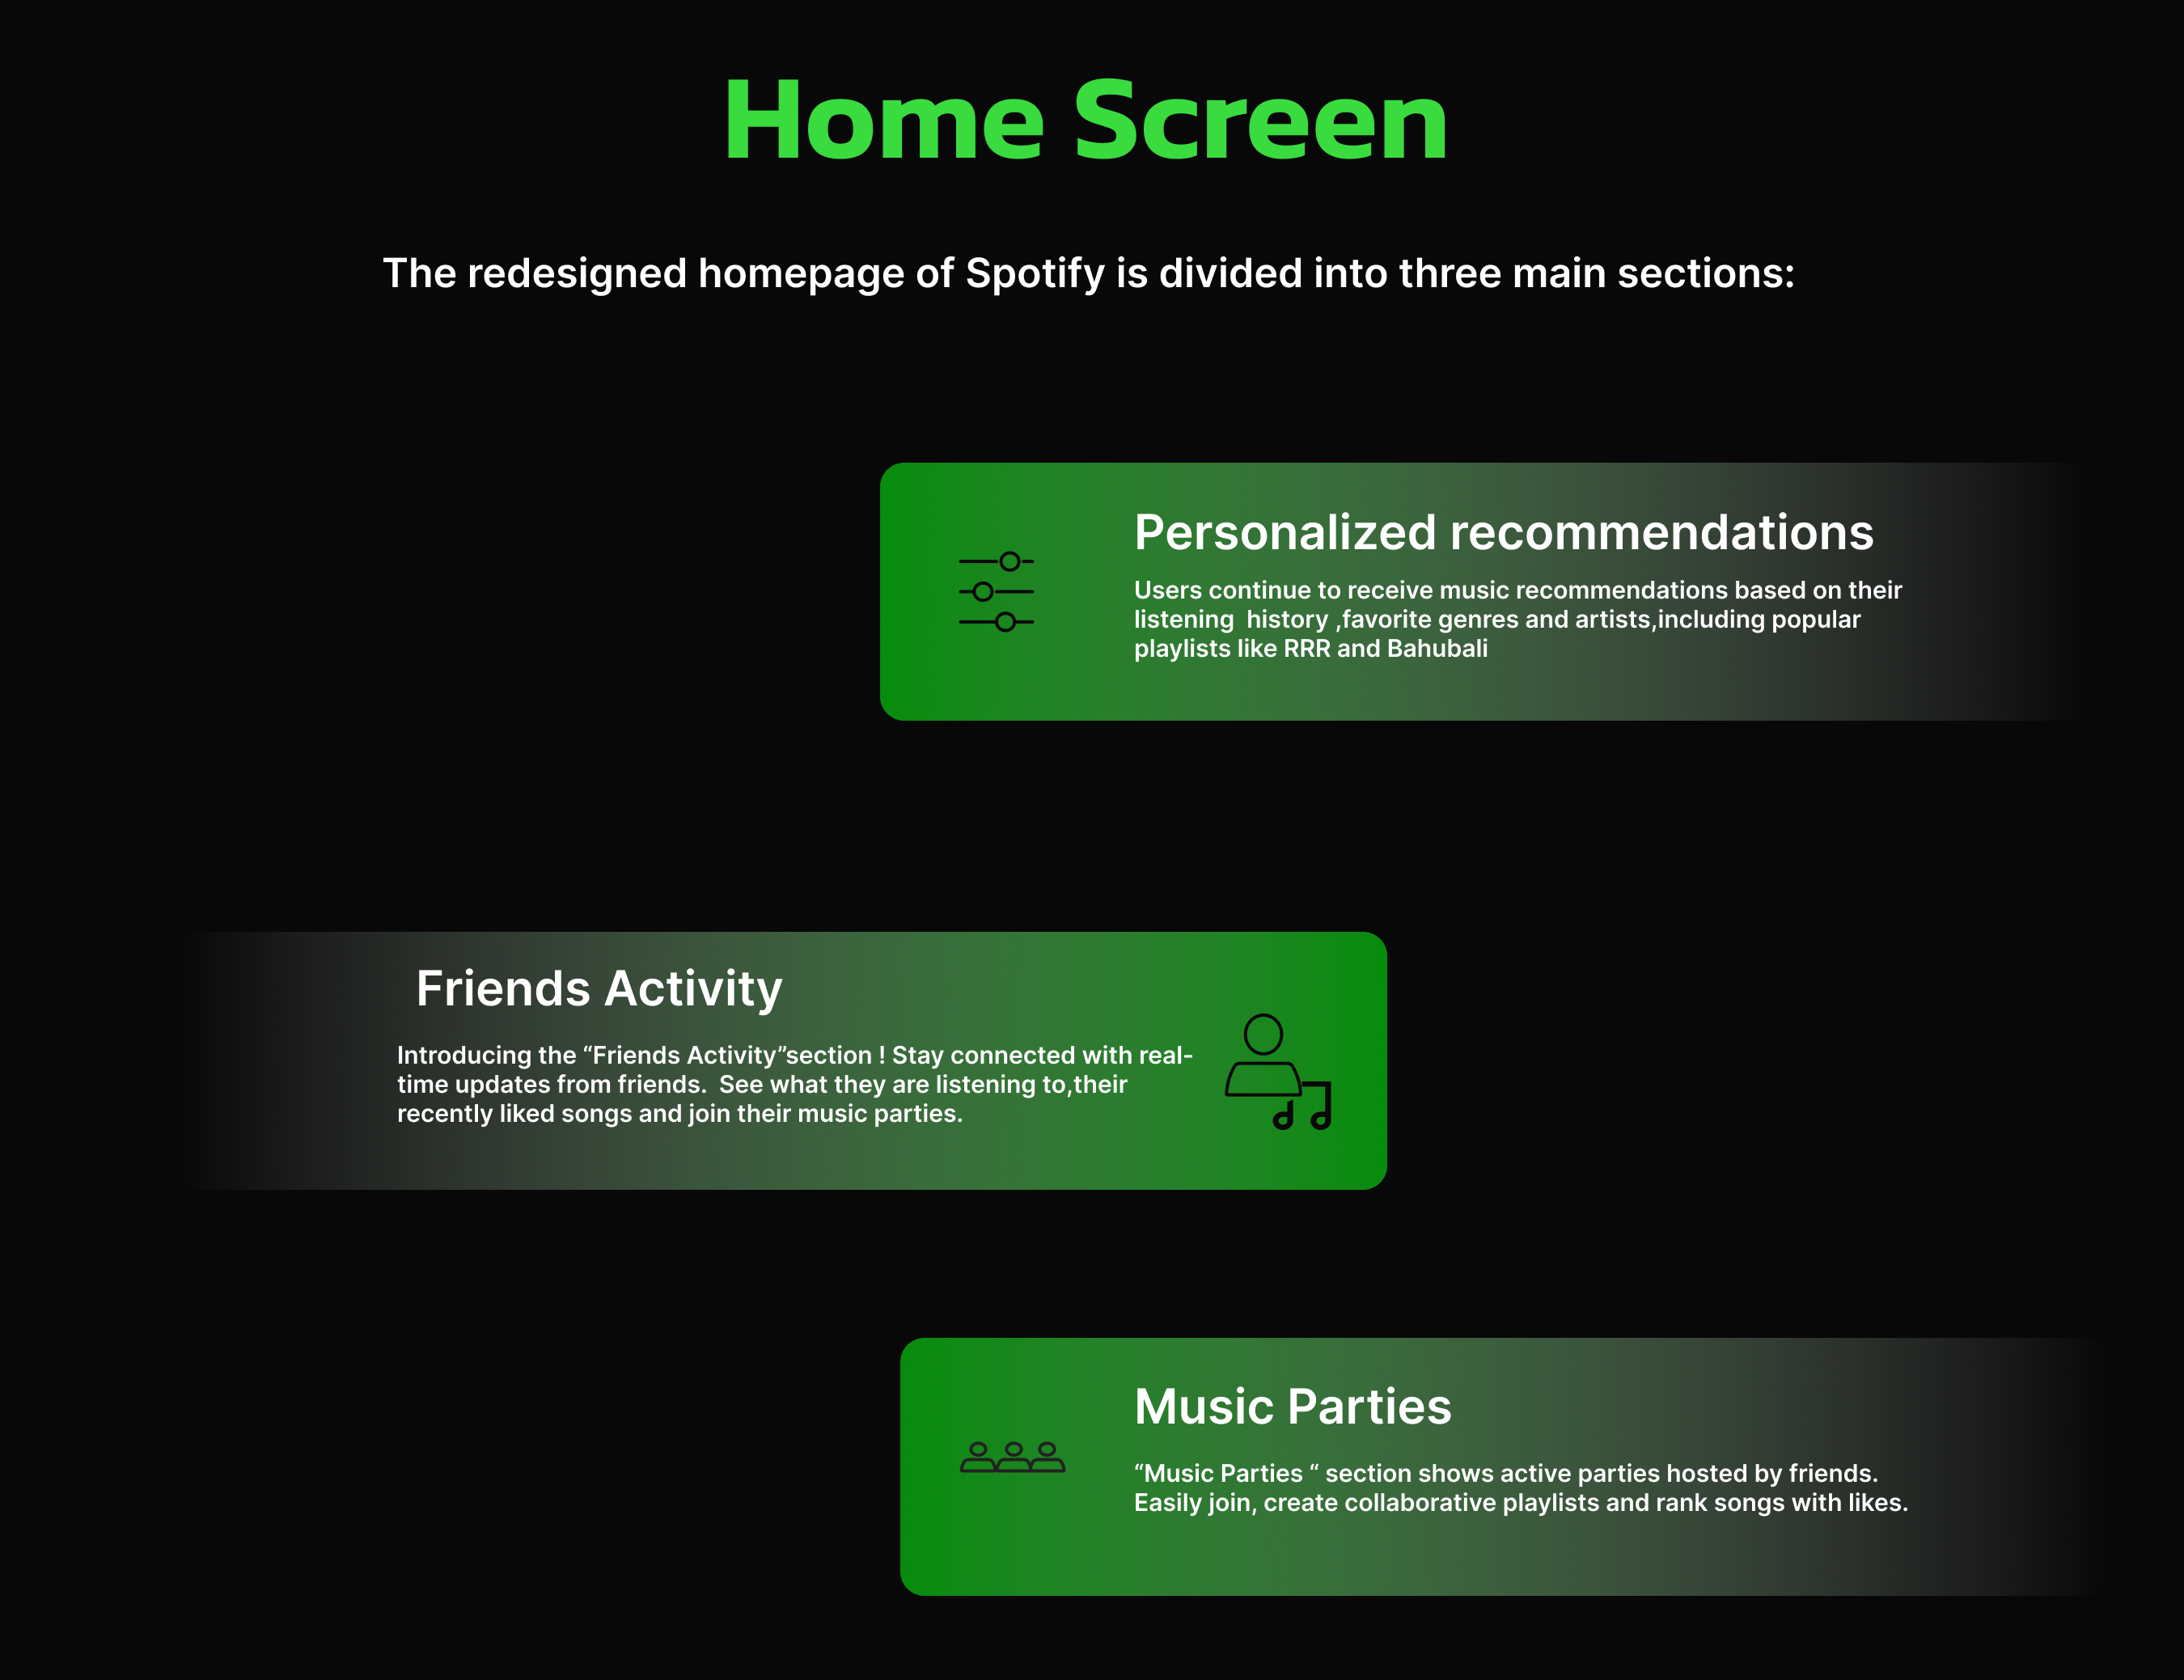 Home Screen
The redesigned homepage of Spotify is divided into three main sections:
Personalized recommendations
Users continue to receive music recommendations based on their
listening  history ,favorite genres and artists,including popular
playlists like RRR and Bahubali
Friends Activity
Introducing the “Friends Activity”section ! Stay connected with real-
time updates from friends.  See what they are listening to,their
recently liked songs and join their music parties.
Music Parties
“Music Parties “ section shows active parties hosted by friends.
Easily join, create collaborative playlists and rank songs with likes.